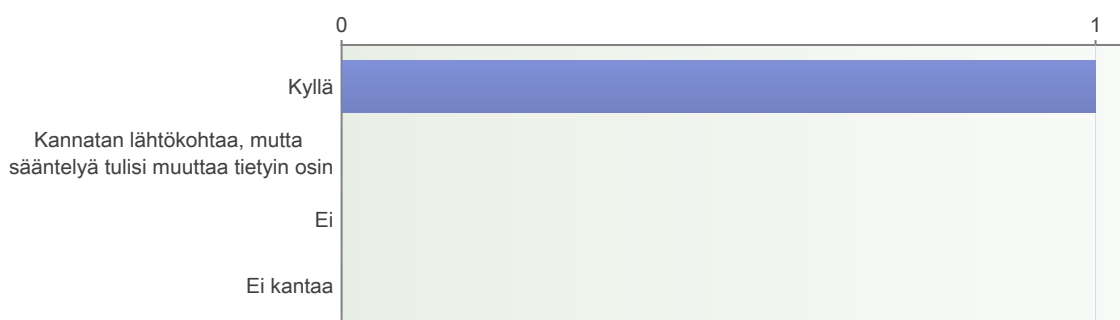 0 1
Kyllä
Kannatan lähtökohtaa, mutta
sääntelyä tulisi muuttaa tietyin osin
Ei
Ei kantaa